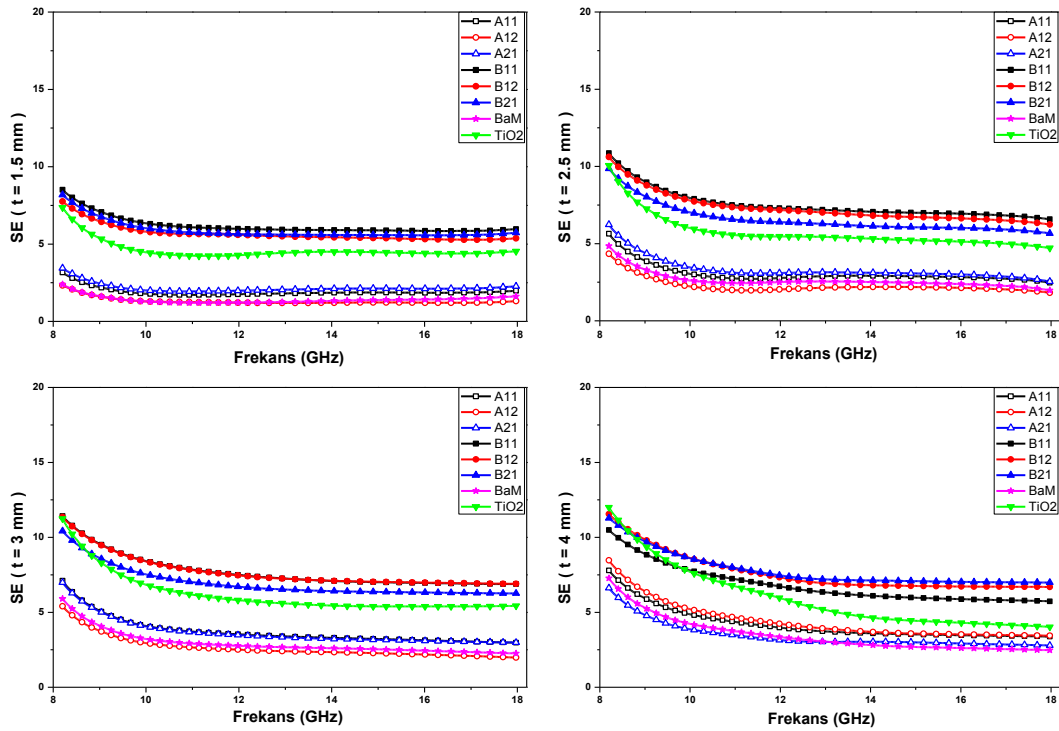 20
15
10
5
0
SE ( t = 1.5 mm )
8
10
12
14
16
18
Frekans (GHz)
A11
A12
A21
B11
B12
B21
BaM
TiO2
20
15
10
5
0
SE ( t = 2.5 mm )
8
10
12
14
16
18
Frekans (GHz)
A11
A12
A21
B11
B12
B21
BaM
TiO2
20
15
10
5
0
SE ( t = 3 mm )
8
10
12
14
16
18
Frekans (GHz)
A11
A12
A21
B11
B12
B21
BaM
TiO2
20
15
10
5
0
SE ( t = 4 mm )
8
10
12
14
16
18
Frekans (GHz)
A11
A12
A21
B11
B12
B21
BaM
TiO2